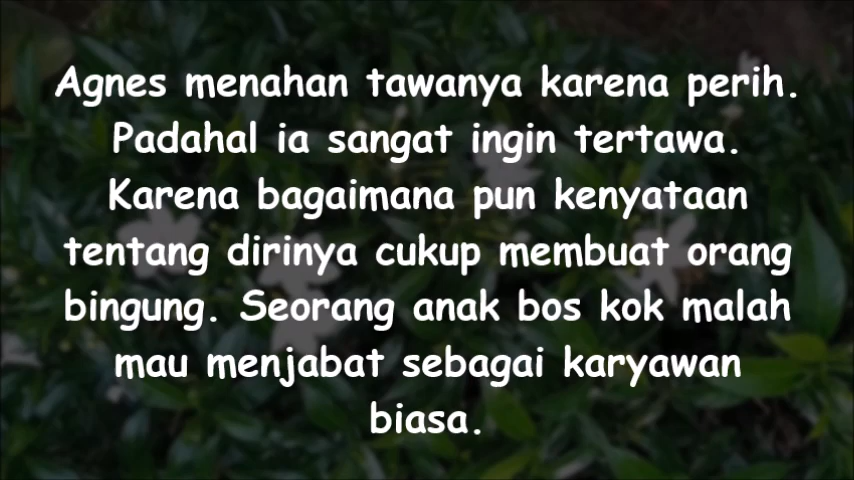 Agnes menahan tawanya karena perih.
Padahal ia sangat ingin tertawa.
Karena bagaimana pun kenyataan
tentang dirinya cukup membuat orang
bingung. Seorang anak bos kok malah
mau menjabat sebagai karyawan
biasa.